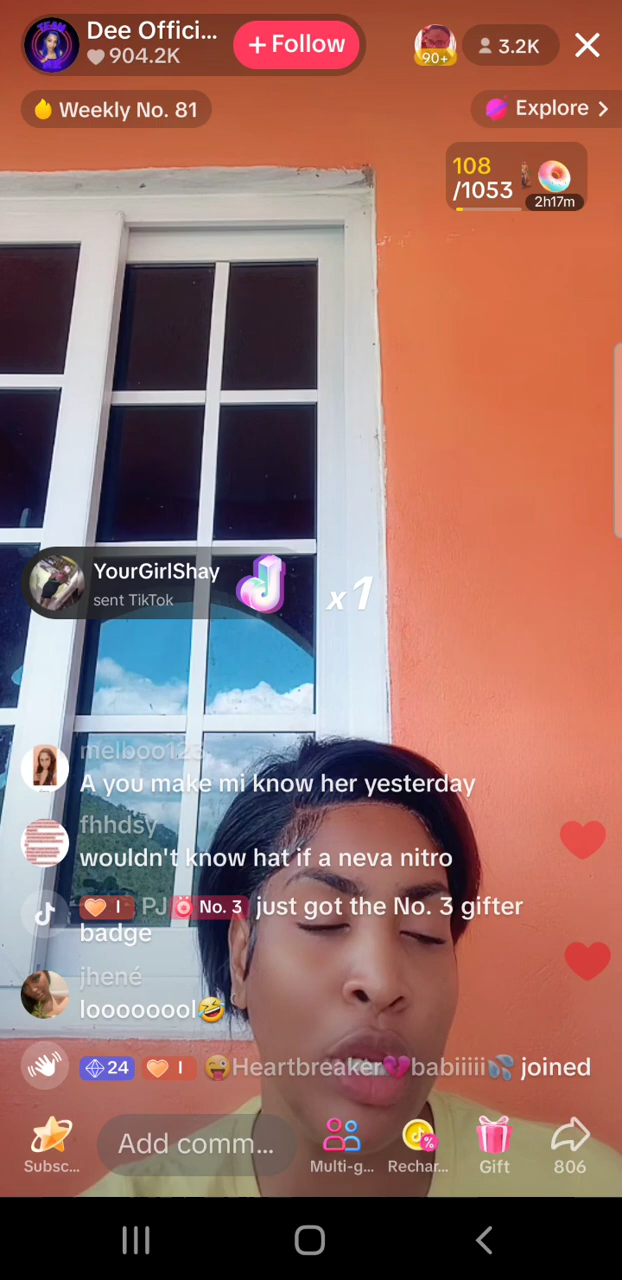 Dee Offici...
904.2K
+ Follow
90+
3.2K
Weekly No. 81
Explore >
108
/1053
2h17m
YourGirlShay
sent TikTok
x1
melboo123
A you make mi know her yesterday
fhhdsy
wouldn't know hat if a neva nitro
I PJ No. 3 just got the No. 3 gifter
badge
jhené
loooooool🤣
24 I 😜Heartbreaker💔babiiiii💦 joined
Add comm...
Subsc...
Multi-g...
Rechar...
Gift
806